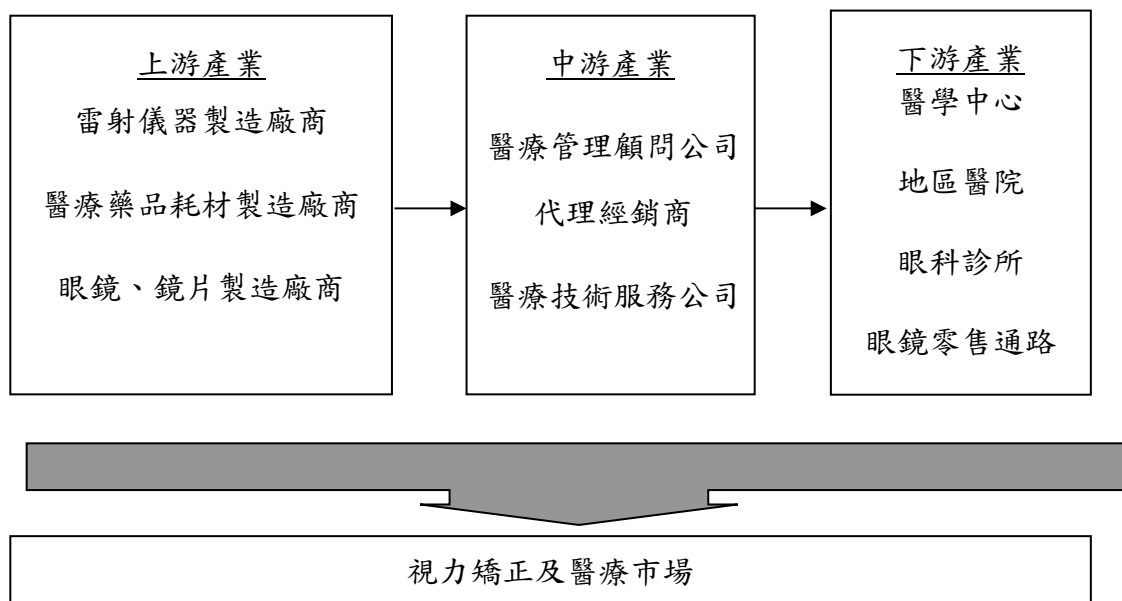 上游產業
雷射儀器製造廠商
醫療藥品耗材製造廠商
眼鏡、鏡片製造廠商
中游產業
醫療管理顧問公司
代理經銷商
醫療技術服務公司
下游產業
醫學中心
地區醫院
眼科診所
眼鏡零售通路
視力矯正及醫療市場